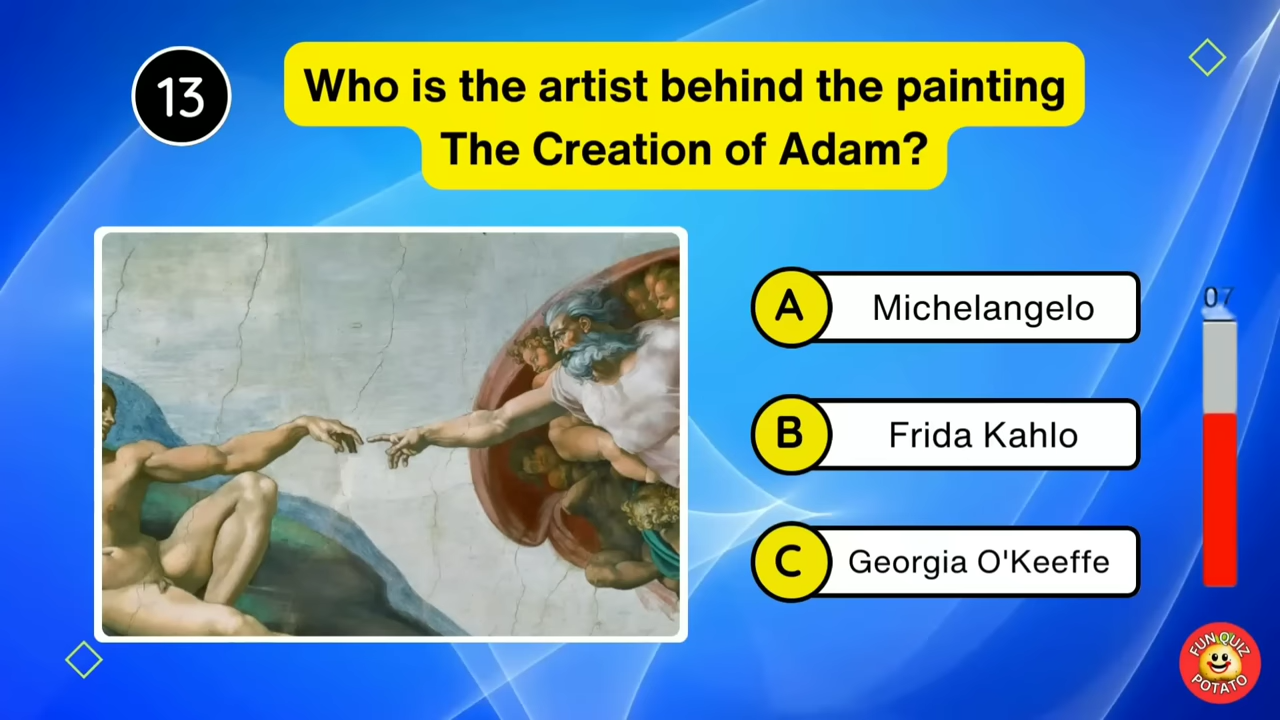 13
Who is the artist behind the painting
The Creation of Adam?
A
Michelangelo
B
Frida Kahlo
C
Georgia O'Keeffe
07
FUN QUIZ
POTATO